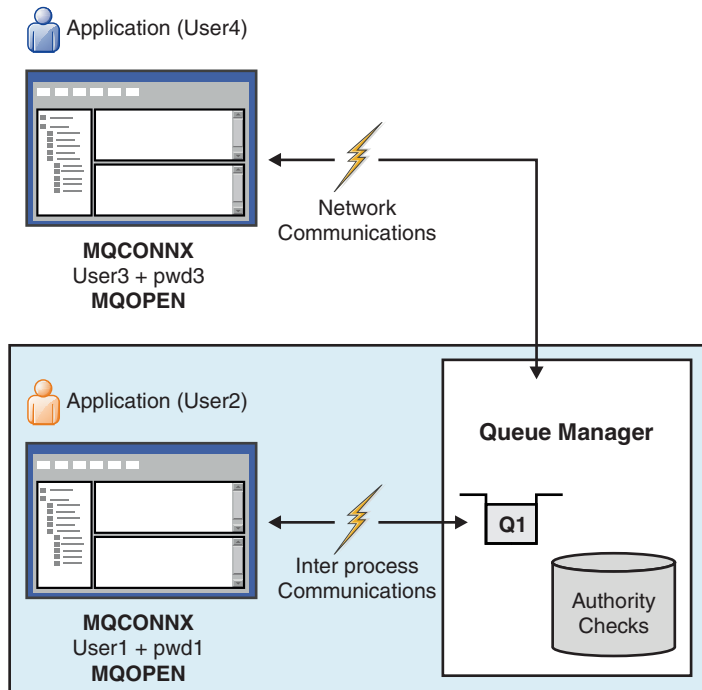 Application (User4)
Network
Communications
MQCONNX
User3 + pwd3
MQOPEN
Application (User2)
Queue Manager
Q1
Inter process
Communications
Authority
Checks
MQCONNX
User1 + pwd1
MQOPEN